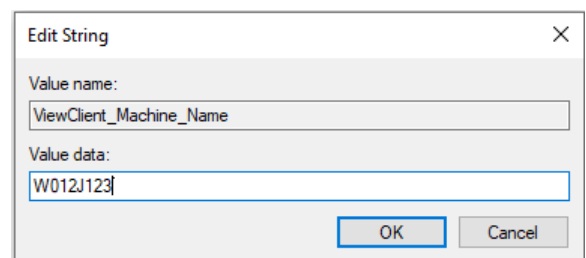 Edit String
Value name:
ViewClient_Machine_Name
Value data:
W012J123
OK Cancel